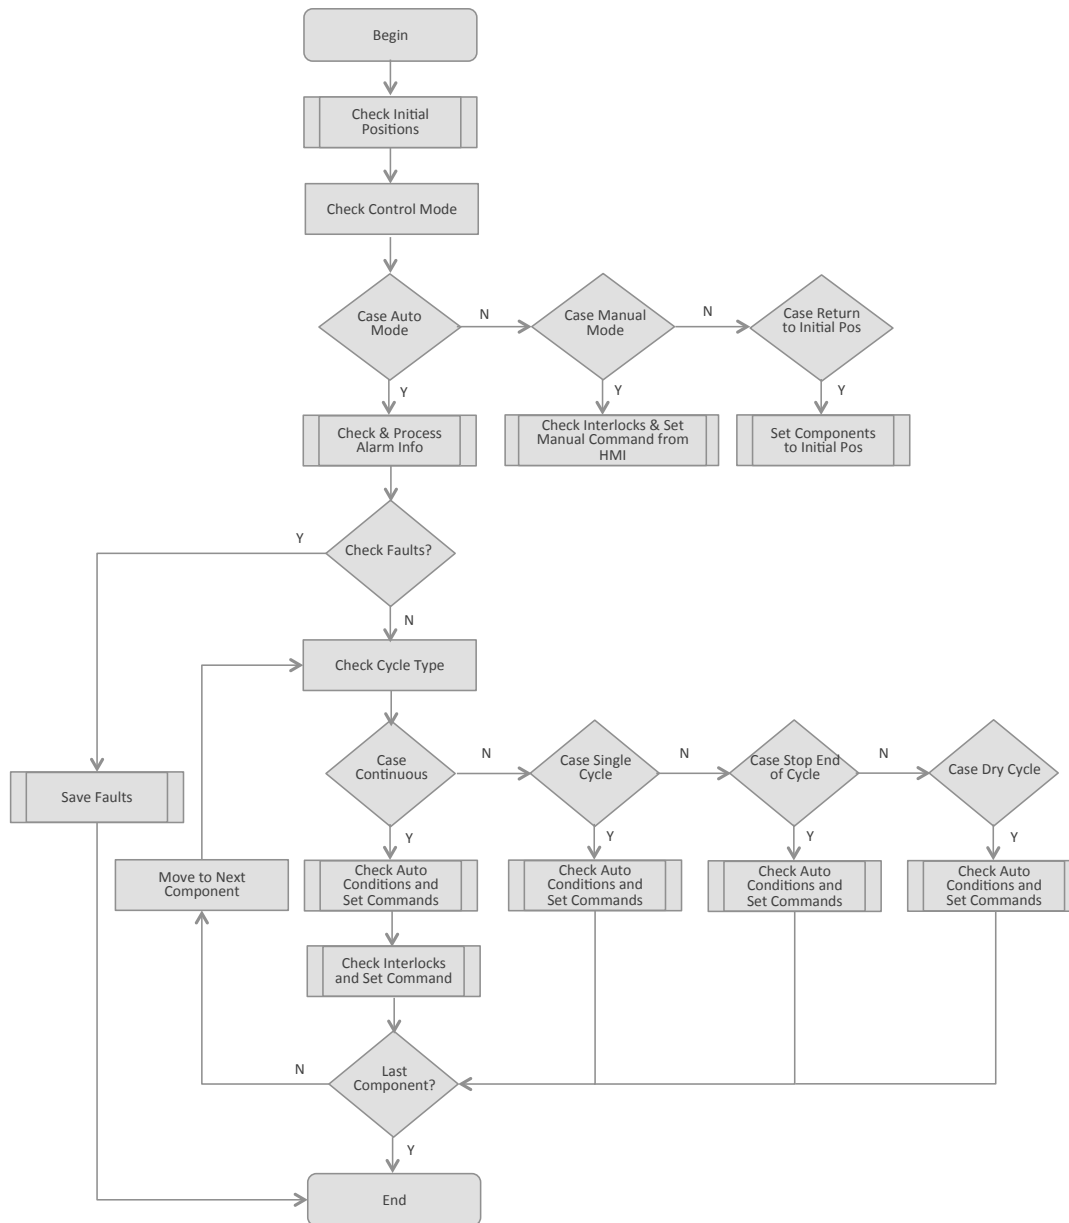 Begin
Check Initial
Positions
Check Control Mode
Case Auto
Mode
N
Case Manual
Mode
N
Case Return
to Initial Pos
Y
Y
Y
Check & Process
Alarm Info
Check Interlocks & Set
Manual Command from
HMI
Set Components
to Initial Pos
Y
Check Faults?
N
Check Cycle Type
Case
Continuous
N
Case Single
Cycle
N
Case Stop End
of Cycle
N
Case Dry Cycle
Save Faults
Y
Y
Y
Y
Move to Next
Component
Check Auto
Conditions and
Set Commands
Check Auto
Conditions and
Set Commands
Check Auto
Conditions and
Set Commands
Check Auto
Conditions and
Set Commands
Check Interlocks
and Set Command
N
Last
Component?
Y
End